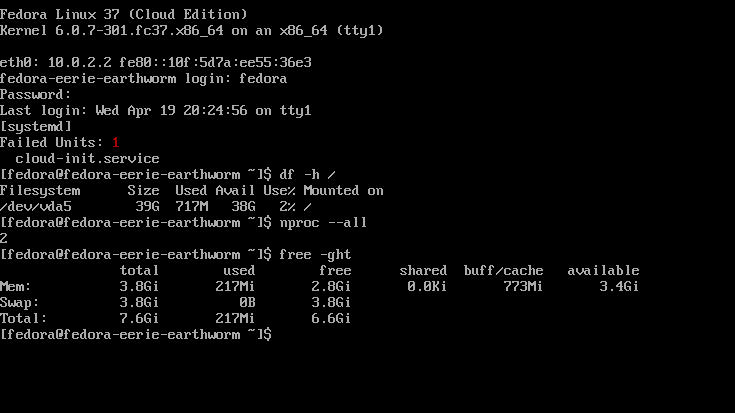 Fedora Linux 37 (Cloud Edition)
Kernel 6.0.7-301.fc37.x86_64 on an x86_64 (tty1)
eth0: 10.0.2.2 fe80::10f:5d7a:ee55:36e3
fedora-eerie-earthworm login: fedora
Password:
Last login: Wed Apr 19 20:24:56 on tty1
[systemd]
Failed Units: 1
  cloud-init.service
[fedora@fedora-eerie-earthworm ~]$ df -h /
Filesystem      Size  Used Avail Use% Mounted on
/dev/vda5        39G  717M   38G   2% /
[fedora@fedora-eerie-earthworm ~]$ nproc --all
2
[fedora@fedora-eerie-earthworm ~]$ free -ght
               total        used        free      shared  buff/cache   available
Mem:           3.8Gi       217Mi       2.8Gi       0.0Ki       773Mi       3.4Gi
Swap:          3.8Gi          0B       3.8Gi
Total:         7.6Gi       217Mi       6.6Gi
[fedora@fedora-eerie-earthworm ~]$